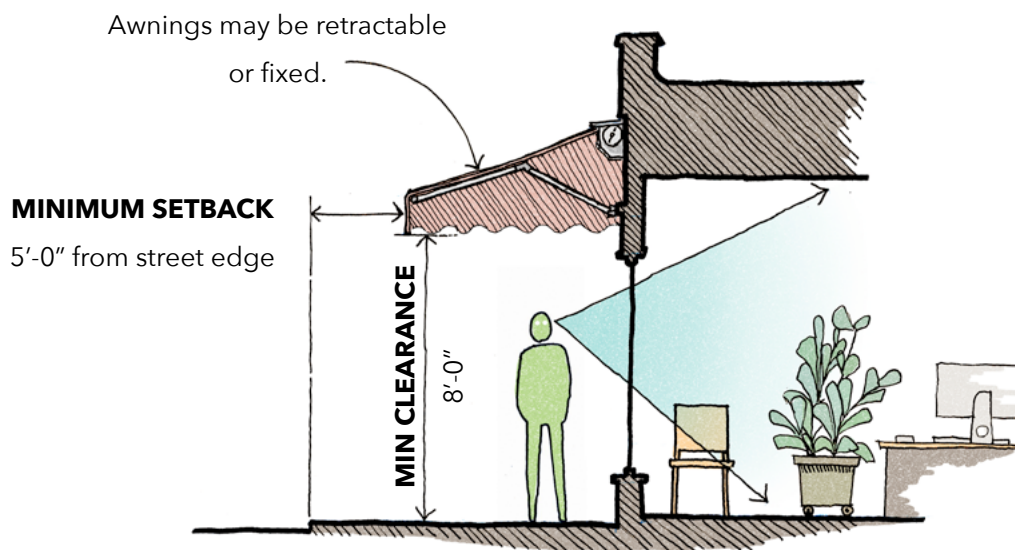 Awnings may be retractable
or fixed.
MINIMUM SETBACK
5’-0” from street edge
MIN CLEARANCE
8’-0”